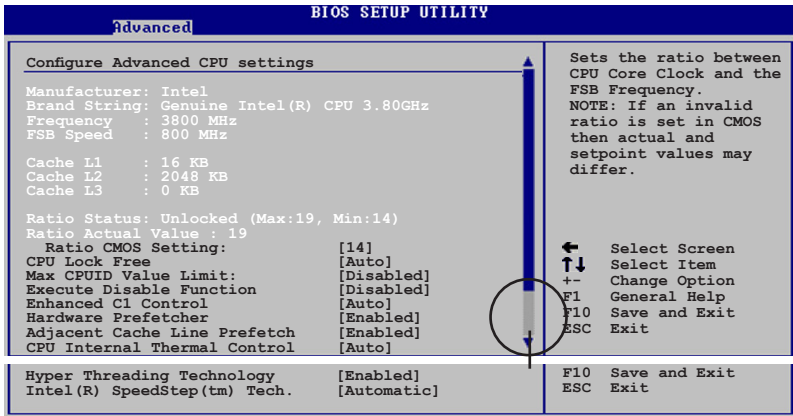 BIOS SETUP UTILITY
Advanced
Configure Advanced CPU settings
Manufacturer: Intel
Brand String: Genuine Intel(R) CPU 3.80GHz
Frequency : 3800 MHz
FSB Speed : 800 MHz
Cache L1 : 16 KB
Cache L2 : 2048 KB
Cache L3 : 0 KB
Ratio Status: Unlocked (Max:19, Min:14)
Ratio Actual Value : 19
Ratio CMOS Setting: [14]
CPU Lock Free [Auto]
Max CPUID Value Limit: [Disabled]
Execute Disable Function [Disabled]
Enhanced C1 Control [Auto]
Hardware Prefetcher [Enabled]
Adjacent Cache Line Prefetch [Enabled]
CPU Internal Thermal Control [Auto]
Hyper Threading Technology [Enabled]
Intel(R) SpeedStep(tm) Tech. [Automatic]
Sets the ratio between
CPU Core Clock and the
FSB Frequency.
NOTE: If an invalid
ratio is set in CMOS
then actual and
setpoint values may
differ.
← Select Screen
↑↓ Select Item
+- Change Option
F1 General Help
F10 Save and Exit
ESC Exit
F10 Save and Exit
ESC Exit